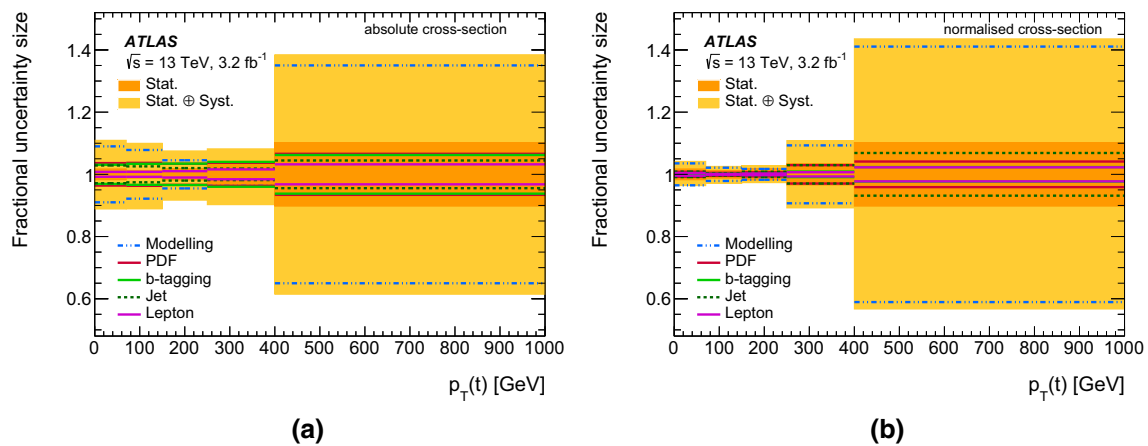 Fractional uncertainty size
absolute cross-section
ATLAS
√s = 13 TeV, 3.2 fb⁻¹
Stat.
Stat. ⊕ Syst.
1.4
1.2
1
0.8
0.6
Modelling
PDF
b-tagging
Jet
Lepton
0 100 200 300 400 500 600 700 800 900 1000
p_T(t) [GeV]
(a)
Fractional uncertainty size
normalised cross-section
ATLAS
√s = 13 TeV, 3.2 fb⁻¹
Stat.
Stat. ⊕ Syst.
1.4
1.2
1
0.8
0.6
Modelling
PDF
b-tagging
Jet
Lepton
0 100 200 300 400 500 600 700 800 900 1000
p_T(t) [GeV]
(b)